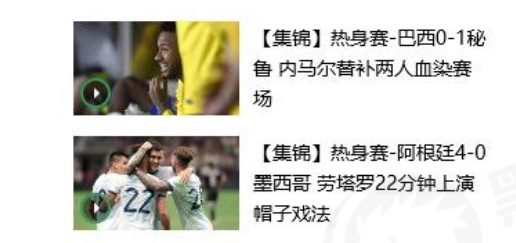 【集锦】热身赛-巴西0-1秘
鲁 内马尔替补两人血染赛
场
【集锦】热身赛-阿根廷4-0
墨西哥 劳塔罗22分钟上演
帽子戏法
22